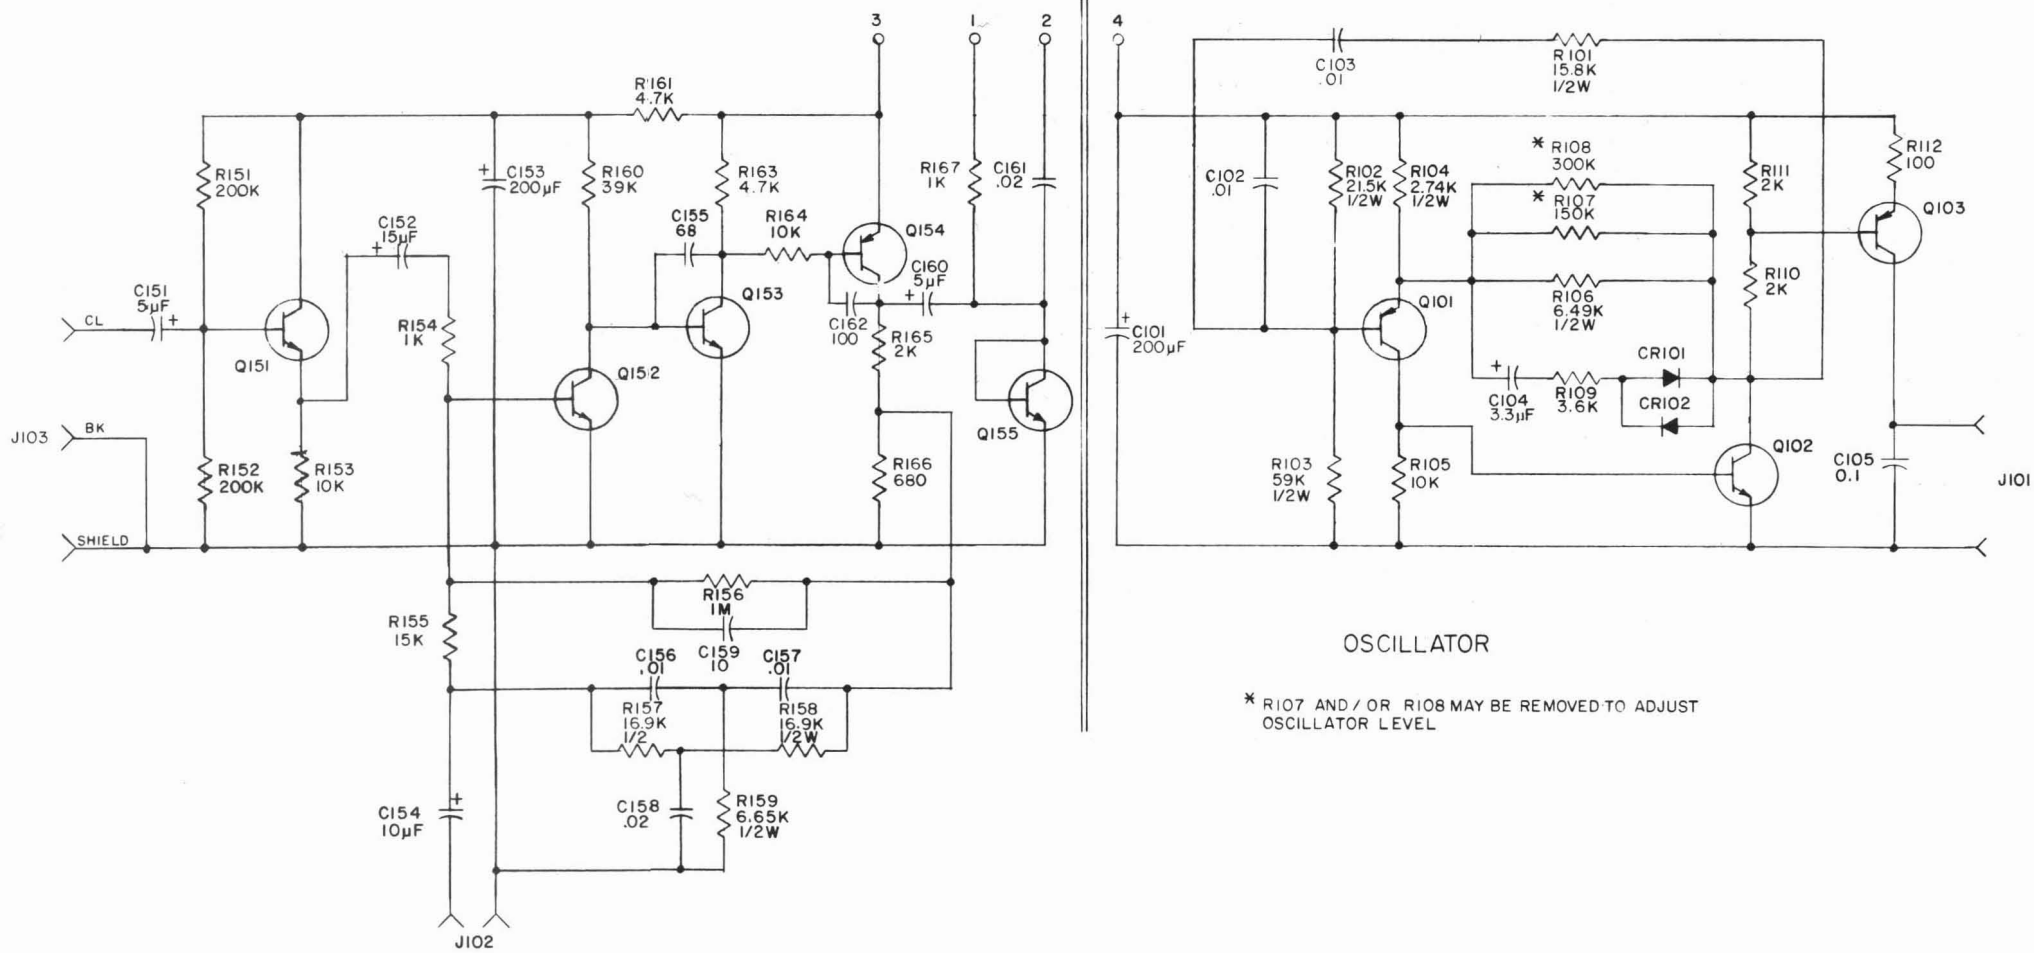 3
1
2
4
R161
4.7K
C103
.01
R101
15.8K
1/2W
R151
200K
C153
200µF
R160
39K
R163
4.7K
R167
1K
C161
.02
C102
.01
R102
21.5K
1/2W
R104
2.74K
1/2W
* R108
300K
* R107
150K
R111
2K
R112
100
C152
15µF
C155
68
R164
10K
Q154
Q103
C151
5µF
CL
Q151
R154
1K
Q153
C160
5µF
C162
100
R165
2K
C101
200µF
Q101
R106
6.49K
1/2W
R110
2K
Q152
Q155
CR101
C104
3.3µF
R109
3.6K
CR102
Q102
J103
BK
R152
200K
R153
10K
R166
680
R103
59K
1/2W
R105
10K
C105
0.1
J101
SHIELD
R156
1M
R155
15K
C159
10
C156
.01
C157
.01
R157
16.9K
1/2
R158
16.9K
1/2W
C154
10µF
C158
.02
R159
6.65K
1/2W
J102
OSCILLATOR
* R107 AND/OR R108 MAY BE REMOVED TO ADJUST
OSCILLATOR LEVEL